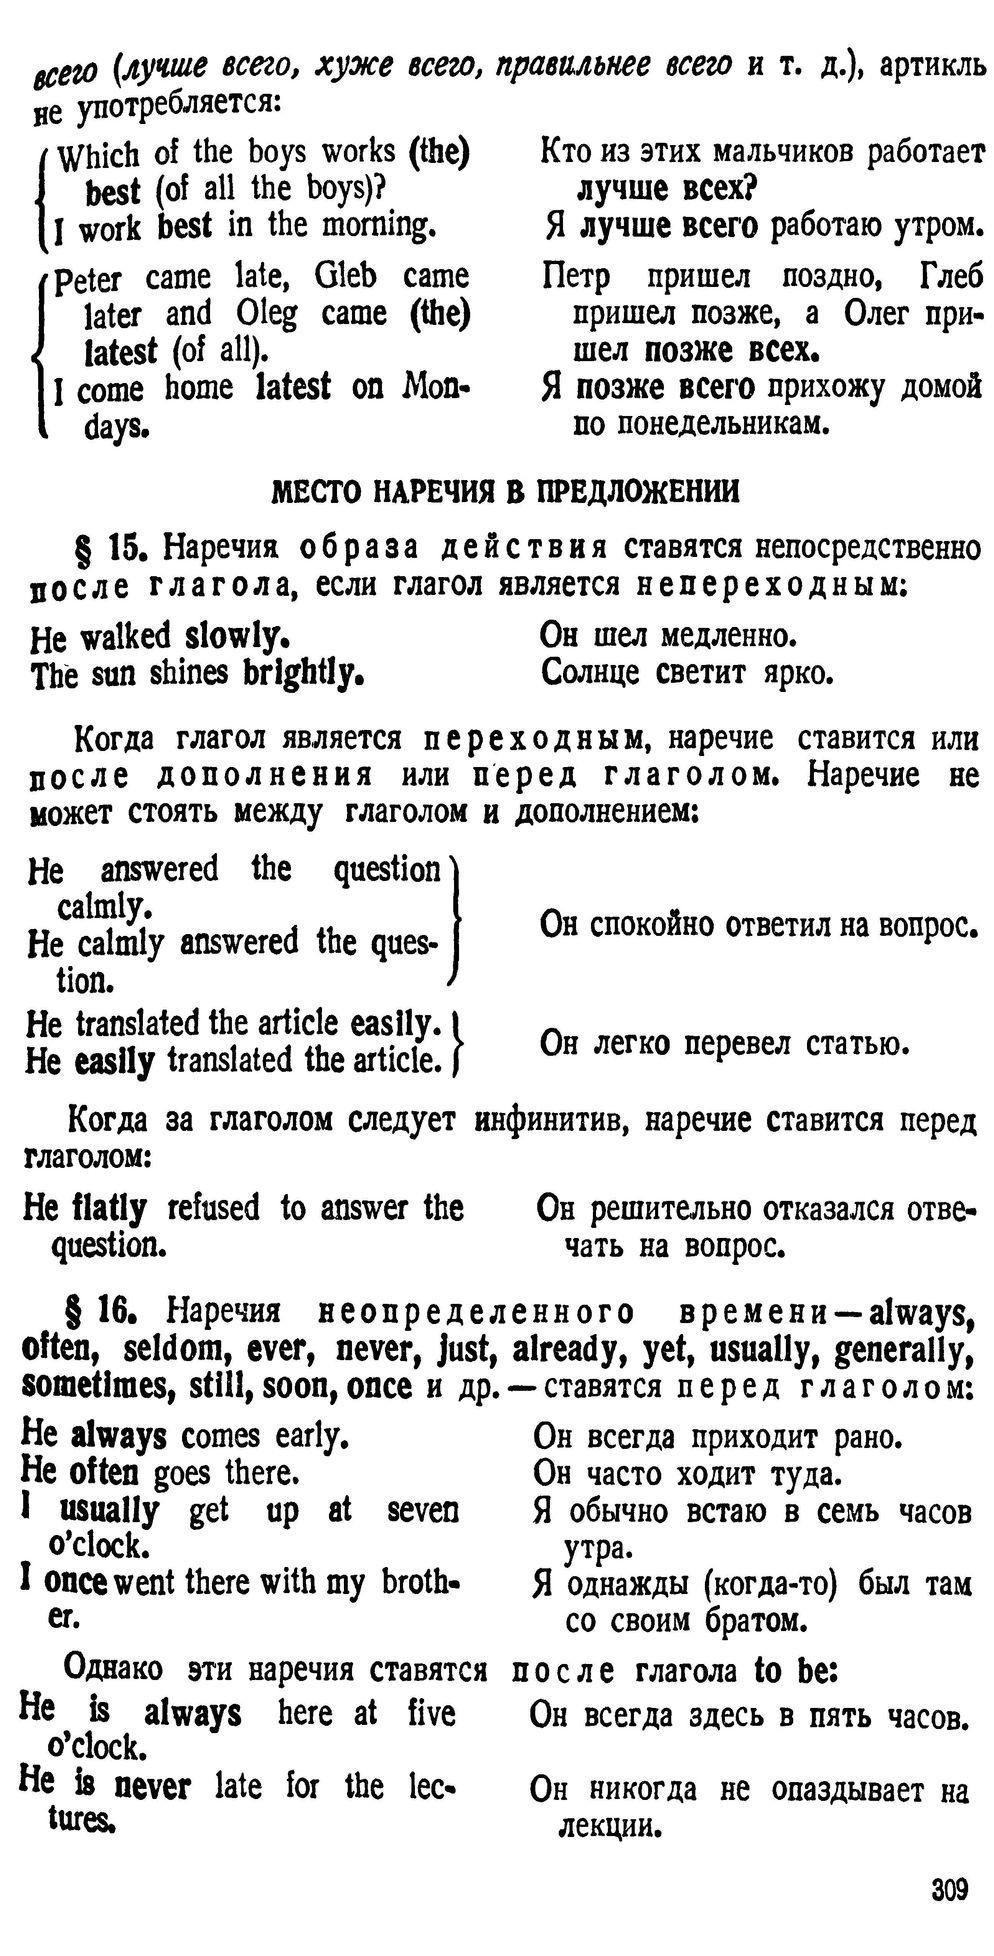 всего (лучше всего, хуже всего, правильнее всего и т. д.), артикль
не употребляется:
Which of the boys works (the) Кто из этих мальчиков работает
best (of all the boys)? лучше всех?
I work best in the morning. Я лучше всего работаю утром.
Peter came late, Gleb came Петр пришел поздно, Глеб
later and Oleg came (the) пришел позже, а Олег при-
latest (of all). шел позже всех.
I come home latest on Mon- Я позже всего прихожу домой
days. по понедельникам.
МЕСТО НАРЕЧИЯ В ПРЕДЛОЖЕНИИ
§ 15. Наречия образа действия ставятся непосредственно
после глагола, если глагол является непереходным:
He walked slowly. Он шел медленно.
The sun shines brightly. Солнце светит ярко.
Когда глагол является переходным, наречие ставится или
после дополнения или перед глаголом. Наречие не
может стоять между глаголом и дополнением:
He answered the question
calmly.
He calmly answered the ques- Он спокойно ответил на вопрос.
tion.
He translated the article easily.
He easily translated the article. Он легко перевел статью.
Когда за глаголом следует инфинитив, наречие ставится перед
глаголом:
He flatly refused to answer the Он решительно отказался отве-
question. чать на вопрос.
§ 16. Наречия неопределенного времени — always,
often, seldom, ever, never, just, already, yet, usually, generally,
sometimes, still, soon, once и др. — ставятся перед глаголом:
He always comes early. Он всегда приходит рано.
He often goes there. Он часто ходит туда.
I usually get up at seven Я обычно встаю в семь часов
o'clock. утра.
I once went there with my broth- Я однажды (когда-то) был там
er. со своим братом.
Однако эти наречия ставятся после глагола to be:
He is always here at five Он всегда здесь в пять часов.
o'clock.
He is never late for the lec- Он никогда не опаздывает на
tures. лекции.
309